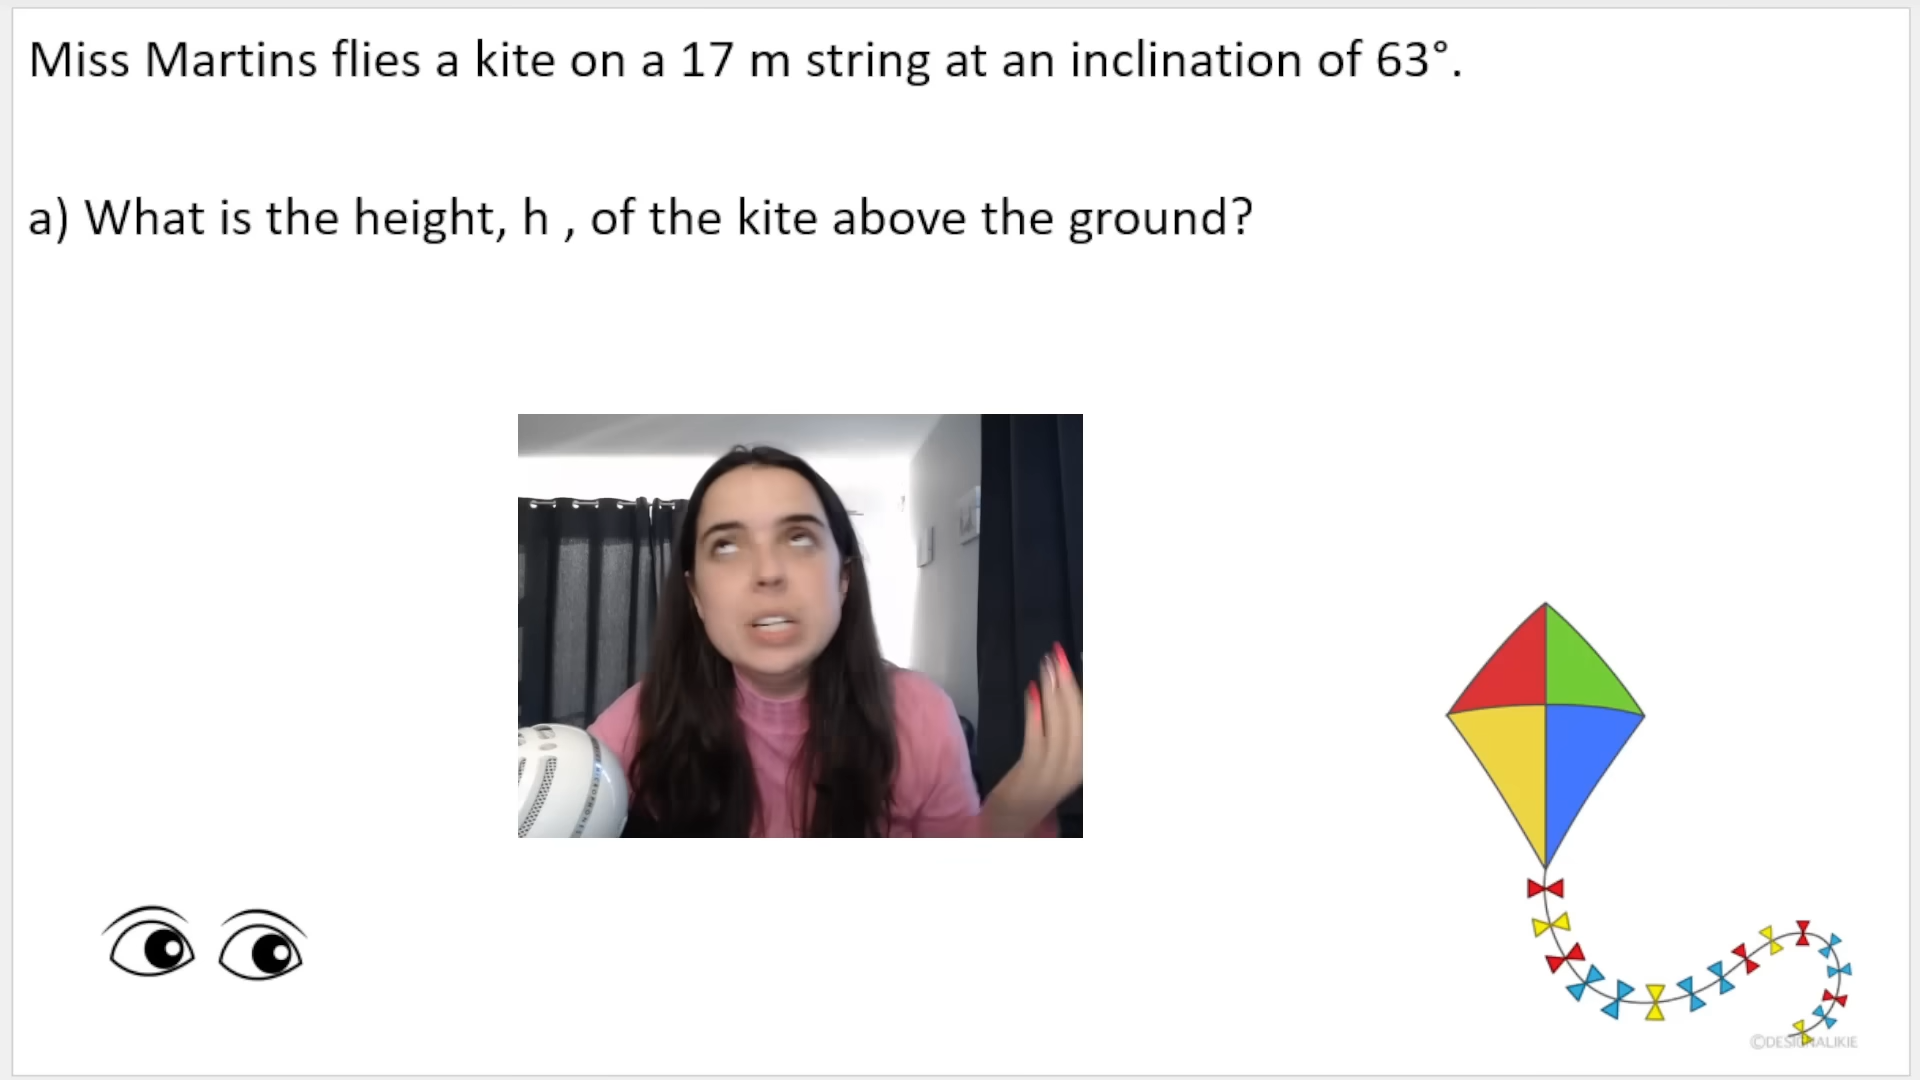 Miss Martins flies a kite on a 17 m string at an inclination of 63°.
a) What is the height, h , of the kite above the ground?
©DESIGNALIKIE